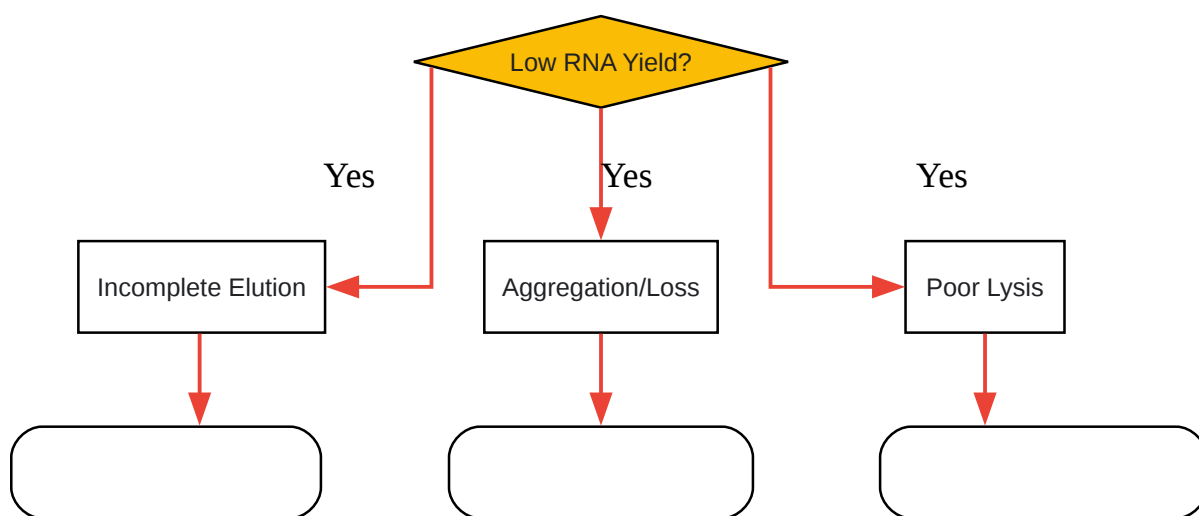 Low RNA Yield?
Yes
Yes
Yes
Incomplete Elution
Aggregation/Loss
Poor Lysis